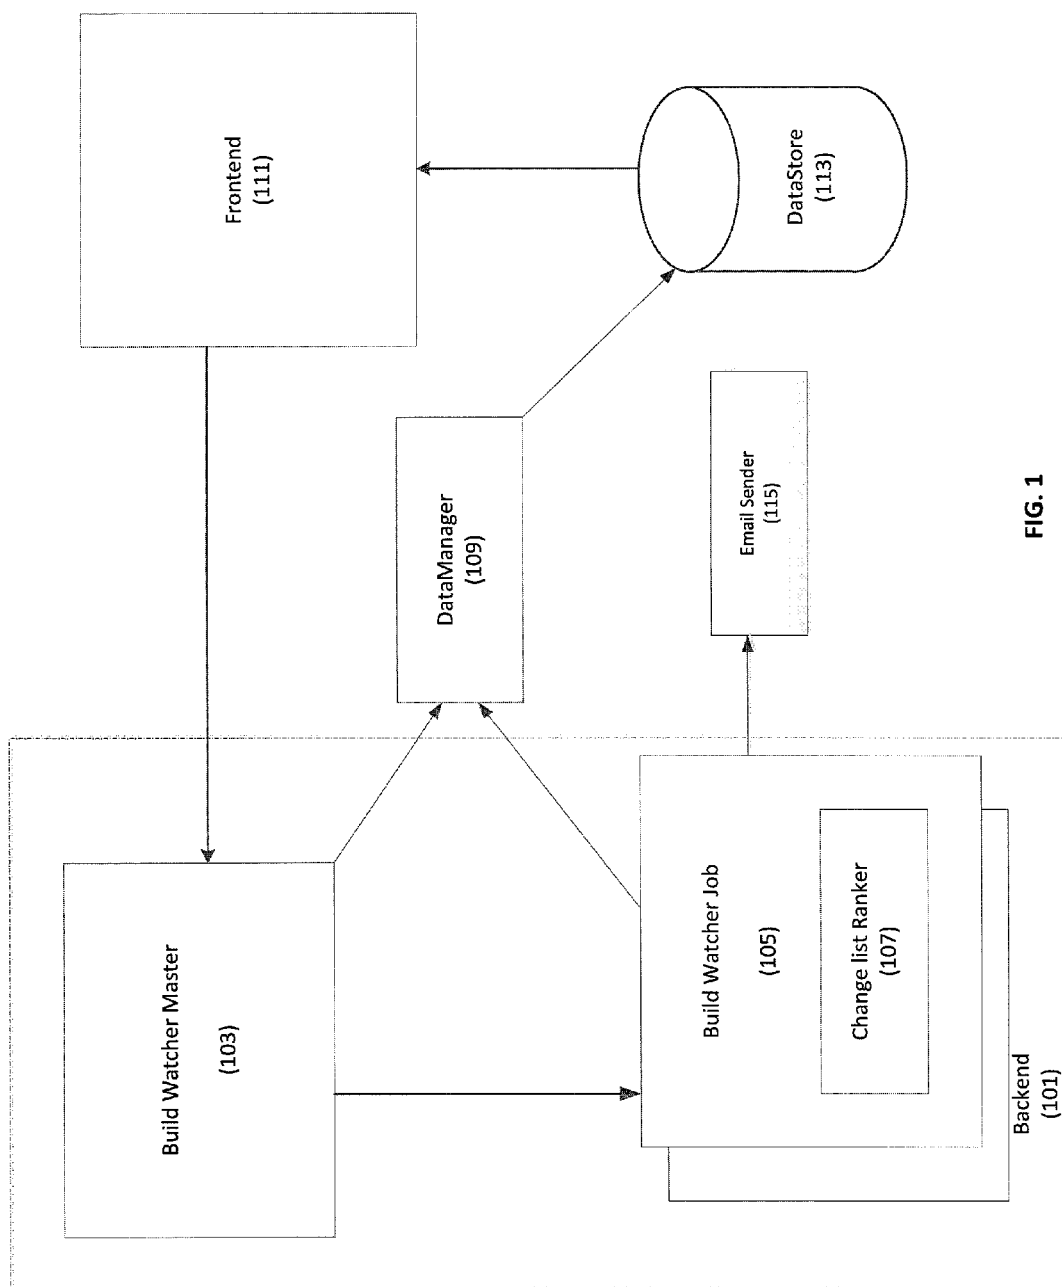 Build Watcher Master
(103)
Frontend
(111)
DataManager
(109)
Build Watcher Job
(105)
Change list Ranker
(107)
Backend
(101)
Email Sender
(115)
DataStore
(113)
FIG. 1